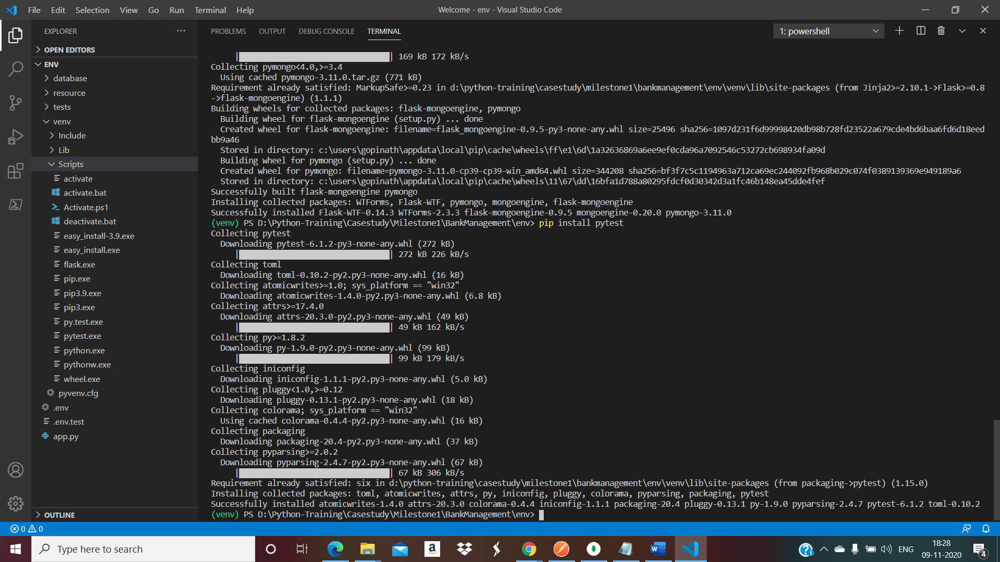 File Edit Selection View Go Run Terminal Help
Welcome - env - Visual Studio Code
EXPLORER
OPEN EDITORS
ENV
database
resource
tests
venv
Include
Lib
Scripts
activate
activate.bat
Activate.ps1
deactivate.bat
easy_install-3.9.exe
easy_install.exe
flask.exe
pip.exe
pip3.9.exe
pip3.exe
py.test.exe
pytest.exe
python.exe
pythonw.exe
wheel.exe
pyvenv.cfg
.env
.env.test
app.py
OUTLINE
PROBLEMS OUTPUT DEBUG CONSOLE TERMINAL
1: powershell
| | 169 kB 172 kB/s
Collecting pymongo<4.0,>=3.4
Using cached pymongo-3.11.0.tar.gz (771 kB)
Requirement already satisfied: MarkupSafe>=0.23 in d:\python-training\casestudy\milestone1\bankmanagement\env\venv\lib\site-packages (from Jinja2>=2.10.1->Flask>=0.8
->flask-mongoengine) (1.1.1)
Building wheels for collected packages: flask-mongoengine, pymongo
Building wheel for flask-mongoengine (setup.py) ... done
Created wheel for flask-mongoengine: filename=flask_mongoengine-0.9.5-py3-none-any.whl size=25496 sha256=1097d231f6d99998420db98b728fd23522a679cde4bd6baa6fd6d18eed
bb9a46
Stored in directory: c:\users\gopinath\appdata\local\pip\cache\wheels\ff\e1\6d\1a32636869a6ee9ef0cda96a7092546c53272cb698934fa09d
Building wheel for pymongo (setup.py) ... done
Created wheel for pymongo: filename=pymongo-3.11.0-cp39-cp39-win_amd64.whl size=344208 sha256=bf3f7c5c1194963a712ca69ec244092fb968b029c074f0389139369e949189a6
Stored in directory: c:\users\gopinath\appdata\local\pip\cache\wheels\11\67\dd\16bfa1d788a80295fdcf0d30342d3a1fc46b148ea45dde4fef
Successfully built flask-mongoengine pymongo
Installing collected packages: WTForms, Flask-WTF, pymongo, mongoengine, flask-mongoengine
Successfully installed Flask-WTF-0.14.3 WTForms-2.3.3 flask-mongoengine-0.9.5 mongoengine-0.20.0 pymongo-3.11.0
(venv) PS D:\Python-Training\Casestudy\Milestone1\BankManagement\env> pip install pytest
Collecting pytest
Downloading pytest-6.1.2-py3-none-any.whl (272 kB)
| | 272 kB 226 kB/s
Collecting toml
Downloading toml-0.10.2-py2.py3-none-any.whl (16 kB)
Collecting atomicwrites>=1.0; sys_platform == "win32"
Downloading atomicwrites-1.4.0-py2.py3-none-any.whl (6.8 kB)
Collecting attrs>=17.4.0
Downloading attrs-20.3.0-py2.py3-none-any.whl (49 kB)
| | 49 kB 162 kB/s
Collecting py>=1.8.2
Downloading py-1.9.0-py2.py3-none-any.whl (99 kB)
| | 99 kB 179 kB/s
Collecting iniconfig
Downloading iniconfig-1.1.1-py2.py3-none-any.whl (5.0 kB)
Collecting pluggy<1.0,>=0.12
Downloading pluggy-0.13.1-py2.py3-none-any.whl (18 kB)
Collecting colorama; sys_platform == "win32"
Using cached colorama-0.4.4-py2.py3-none-any.whl (16 kB)
Collecting packaging
Downloading packaging-20.4-py2.py3-none-any.whl (37 kB)
Collecting pyparsing>=2.0.2
Downloading pyparsing-2.4.7-py2.py3-none-any.whl (67 kB)
| | 67 kB 306 kB/s
Requirement already satisfied: six in d:\python-training\casestudy\milestone1\bankmanagement\env\venv\lib\site-packages (from packaging->pytest) (1.15.0)
Installing collected packages: toml, atomicwrites, attrs, py, iniconfig, pluggy, colorama, pyparsing, packaging, pytest
Successfully installed atomicwrites-1.4.0 attrs-20.3.0 colorama-0.4.4 iniconfig-1.1.1 packaging-20.4 pluggy-0.13.1 py-1.9.0 pyparsing-2.4.7 pytest-6.1.2 toml-0.10.2
(venv) PS D:\Python-Training\Casestudy\Milestone1\BankManagement\env>
0 0
Type here to search
ENG
18:28
09-11-2020
4